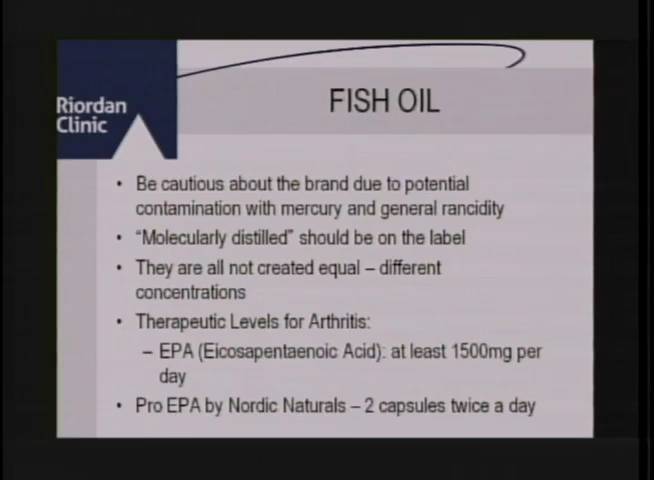 Riordan
Clinic
FISH OIL
• Be cautious about the brand due to potential
contamination with mercury and general rancidity
• “Molecularly distilled” should be on the label
• They are all not created equal – different
concentrations
• Therapeutic Levels for Arthritis:
– EPA (Eicosapentaenoic Acid): at least 1500mg per
day
• Pro EPA by Nordic Naturals – 2 capsules twice a day